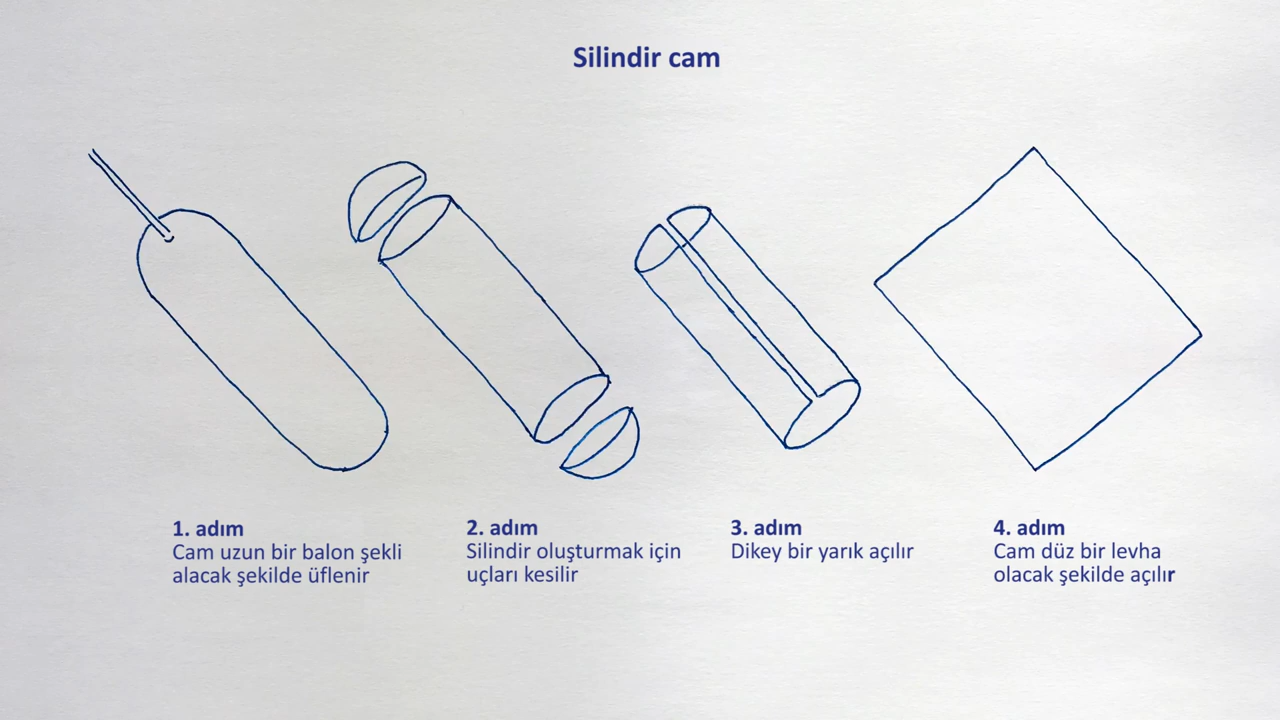 Silindir cam
1. adım
Cam uzun bir balon şekli
alacak şekilde üflenir
2. adım
Silindir oluşturmak için
uçları kesilir
3. adım
Dikey bir yarık açılır
4. adım
Cam düz bir levha
olacak şekilde açılır